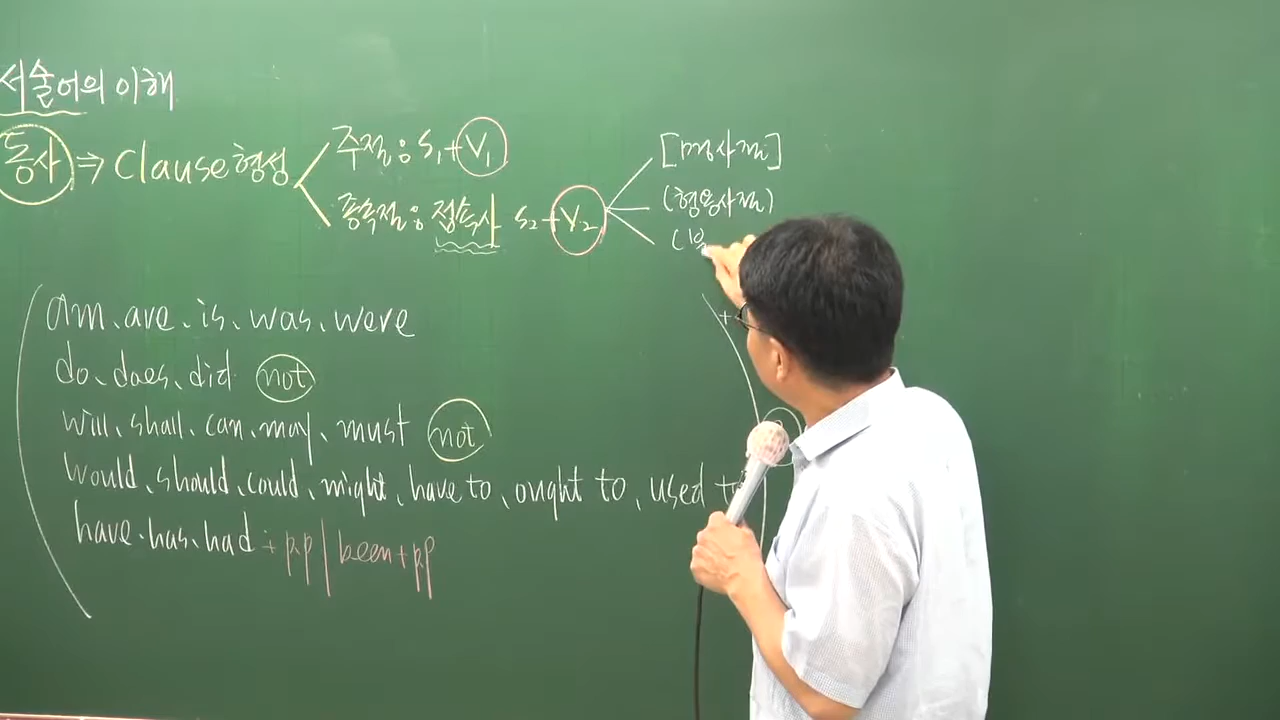 서술어의 이해
동사 ⇒ Clause 형성
주절 : S₁+V₁
종속절 : 접속사 S₂+V₂
[명사절]
(형용사절)
am、are、is、was、were
do、does、did not
will、shall、can、may、must not
would、should、could、might、have to、ought to、used
have·has、had + p.p | been + p.p